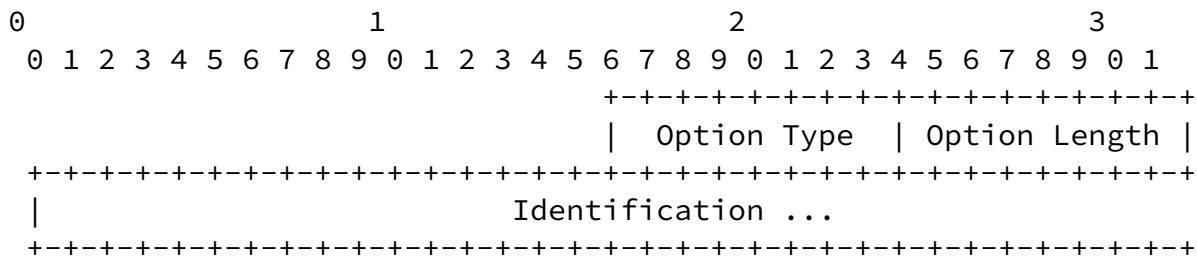 0                   1                   2                   3
 0 1 2 3 4 5 6 7 8 9 0 1 2 3 4 5 6 7 8 9 0 1 2 3 4 5 6 7 8 9 0 1
                                 +-+-+-+-+-+-+-+-+-+-+-+-+-+-+-+-+
                                 |  Option Type  | Option Length |
 +-+-+-+-+-+-+-+-+-+-+-+-+-+-+-+-+-+-+-+-+-+-+-+-+-+-+-+-+-+-+-+-+
 |                          Identification ...
 +-+-+-+-+-+-+-+-+-+-+-+-+-+-+-+-+-+-+-+-+-+-+-+-+-+-+-+-+-+-+-+-+